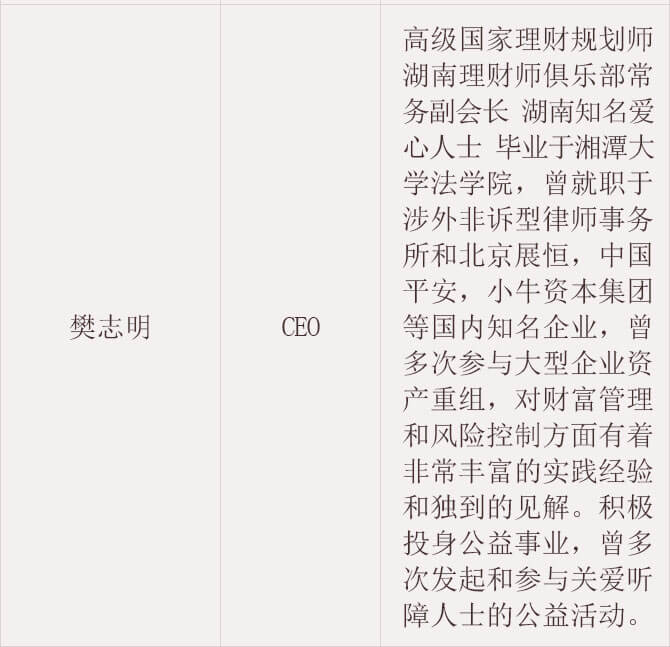 樊志明
CEO
高级国家理财规划师
湖南理财师俱乐部常
务副会长 湖南知名爱
心人士 毕业于湘潭大
学法学院，曾就职于
涉外非诉型律师事务
所和北京展恒，中国
平安，小牛资本集团
等国内知名企业，曾
多次参与大型企业资
产重组，对财富管理
和风险控制方面有着
非常丰富的实践经验
和独到的见解。积极
投身公益事业，曾多
次发起和参与关爱听
障人士的公益活动。